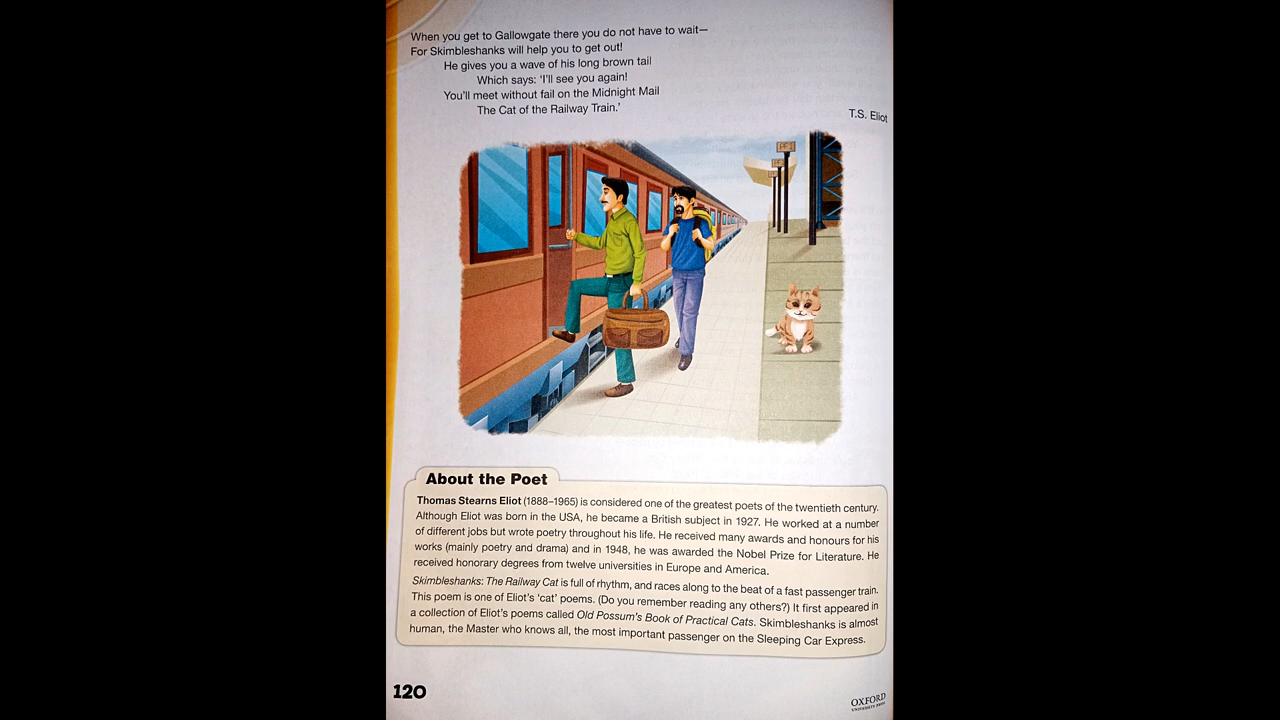 When you get to Gallowgate there you do not have to wait—
For Skimbleshanks will help you to get out!
He gives you a wave of his long brown tail
Which says: 'I'll see you again!
You'll meet without fail on the Midnight Mail
The Cat of the Railway Train.'
T.S. Eliot
About the Poet
Thomas Stearns Eliot (1888–1965) is considered one of the greatest poets of the twentieth century.
Although Eliot was born in the USA, he became a British subject in 1927. He worked at a number
of different jobs but wrote poetry throughout his life. He received many awards and honours for his
works (mainly poetry and drama) and in 1948, he was awarded the Nobel Prize for Literature. He
received honorary degrees from twelve universities in Europe and America.
Skimbleshanks: The Railway Cat is full of rhythm, and races along to the beat of a fast passenger train.
This poem is one of Eliot's 'cat' poems. (Do you remember reading any others?) It first appeared in
a collection of Eliot's poems called Old Possum's Book of Practical Cats. Skimbleshanks is almost
human, the Master who knows all, the most important passenger on the Sleeping Car Express.
120
OXFORD
UNIVERSITY PRESS